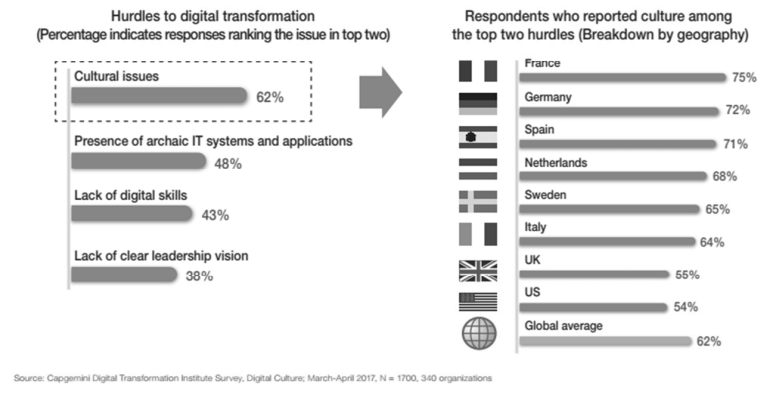 Hurdles to digital transformation
(Percentage indicates responses ranking the issue in top two)
Cultural issues
62%
Presence of archaic IT systems and applications
48%
Lack of digital skills
43%
Lack of clear leadership vision
38%
Respondents who reported culture among
the top two hurdles (Breakdown by geography)
France
75%
Germany
72%
Spain
71%
Netherlands
68%
Sweden
65%
Italy
64%
UK
55%
US
54%
Global average
62%
Source: Capgemini Digital Transformation Institute Survey, Digital Culture; March-April 2017, N = 1700, 340 organizations